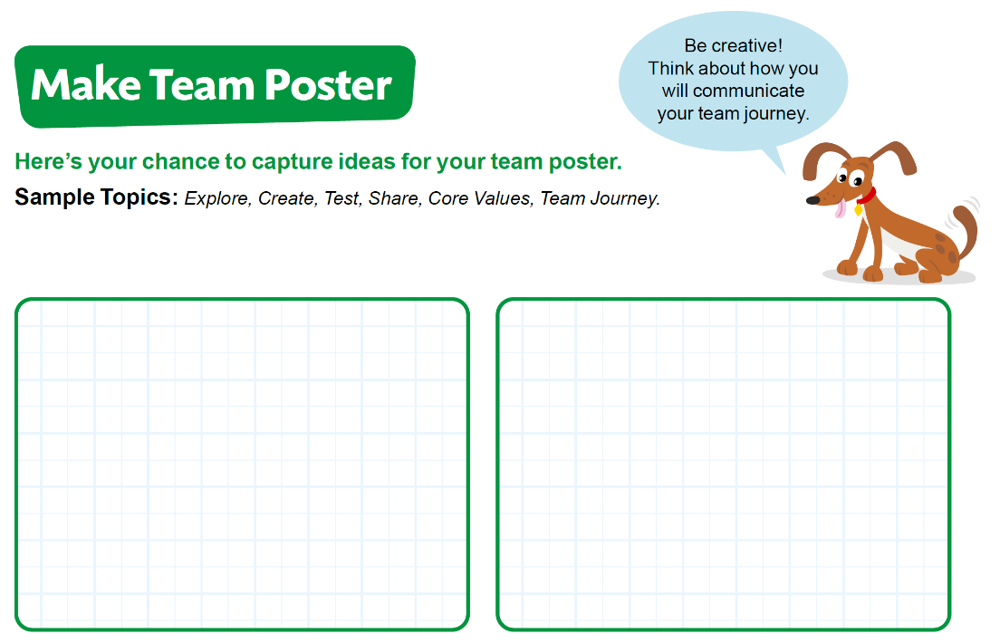 Make Team Poster
Be creative!
Think about how you
will communicate
your team journey.
Here’s your chance to capture ideas for your team poster.
Sample Topics: Explore, Create, Test, Share, Core Values, Team Journey.